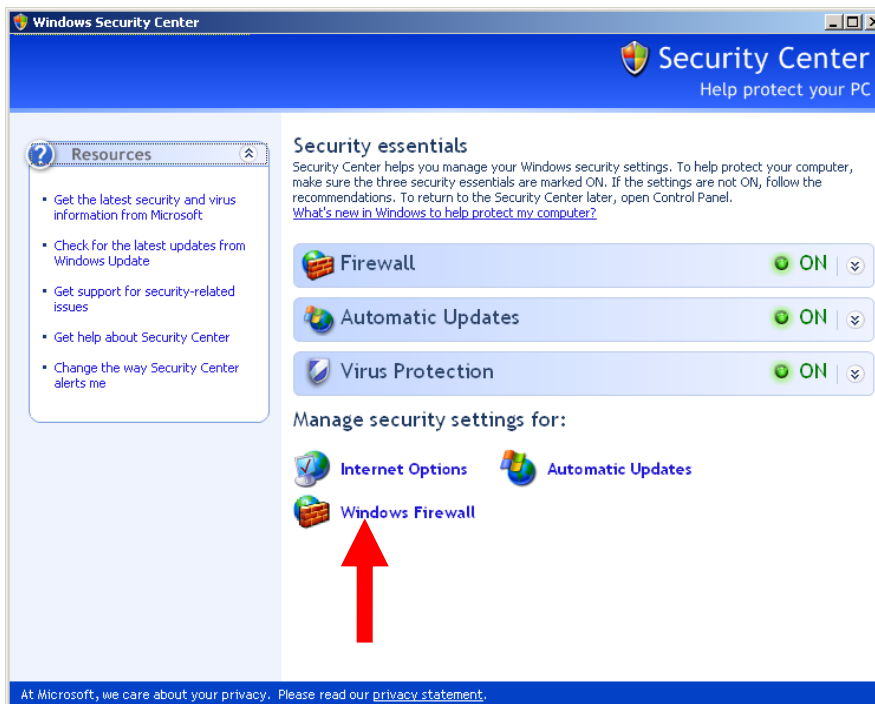 Windows Security Center
Security Center
Help protect your PC
Resources
Get the latest security and virus
information from Microsoft
Check for the latest updates from
Windows Update
Get support for security-related
issues
Get help about Security Center
Change the way Security Center
alerts me
Security essentials
Security Center helps you manage your Windows security settings. To help protect your computer,
make sure the three security essentials are marked ON. If the settings are not ON, follow the
recommendations. To return to the Security Center later, open Control Panel.
What's new in Windows to help protect my computer?
Firewall ON
Automatic Updates ON
Virus Protection ON
Manage security settings for:
Internet Options Automatic Updates
Windows Firewall
At Microsoft, we care about your privacy. Please read our privacy statement.